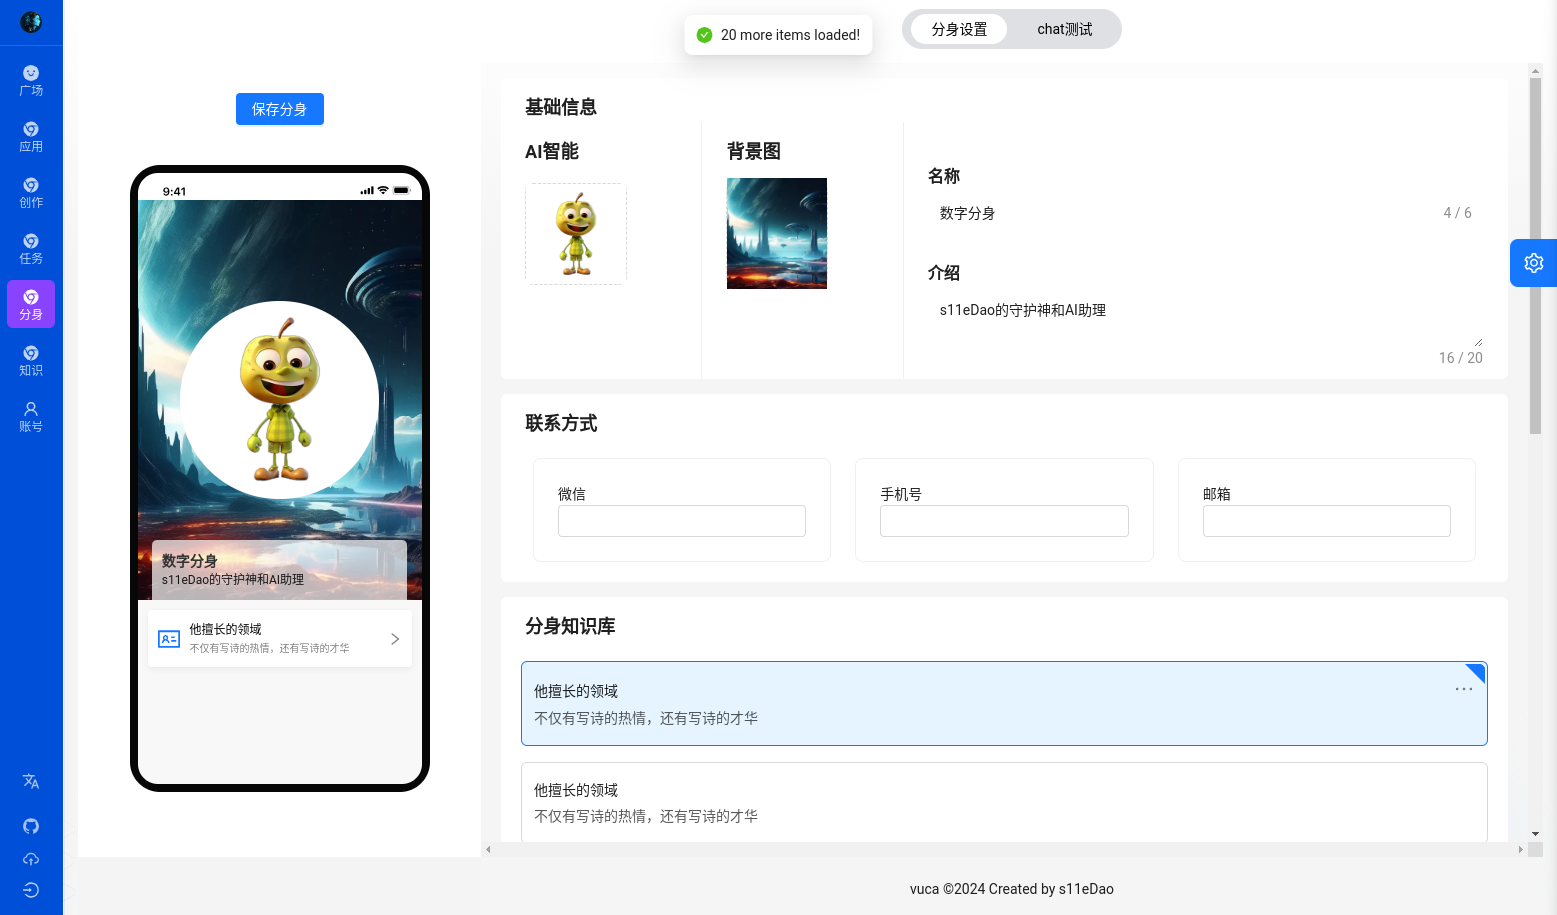 广场
应用
创作
任务
分身
知识
账号
20 more items loaded!
分身设置
chat测试
保存分身
9:41
数字分身
s11eDao的守护神和AI助理
他擅长的领域
不仅有写诗的热情，还有写诗的才华
基础信息
AI智能
背景图
名称
数字分身
4 / 6
介绍
s11eDao的守护神和AI助理
16 / 20
联系方式
微信
手机号
邮箱
分身知识库
他擅长的领域
不仅有写诗的热情，还有写诗的才华
他擅长的领域
不仅有写诗的热情，还有写诗的才华
vuca ©2024 Created by s11eDao